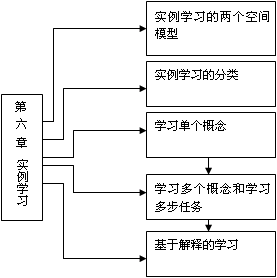 第六章 实例学习
实例学习的两个空间
模型
实例学习的分类
学习单个概念
学习多个概念和学习
多步任务
基于解释的学习